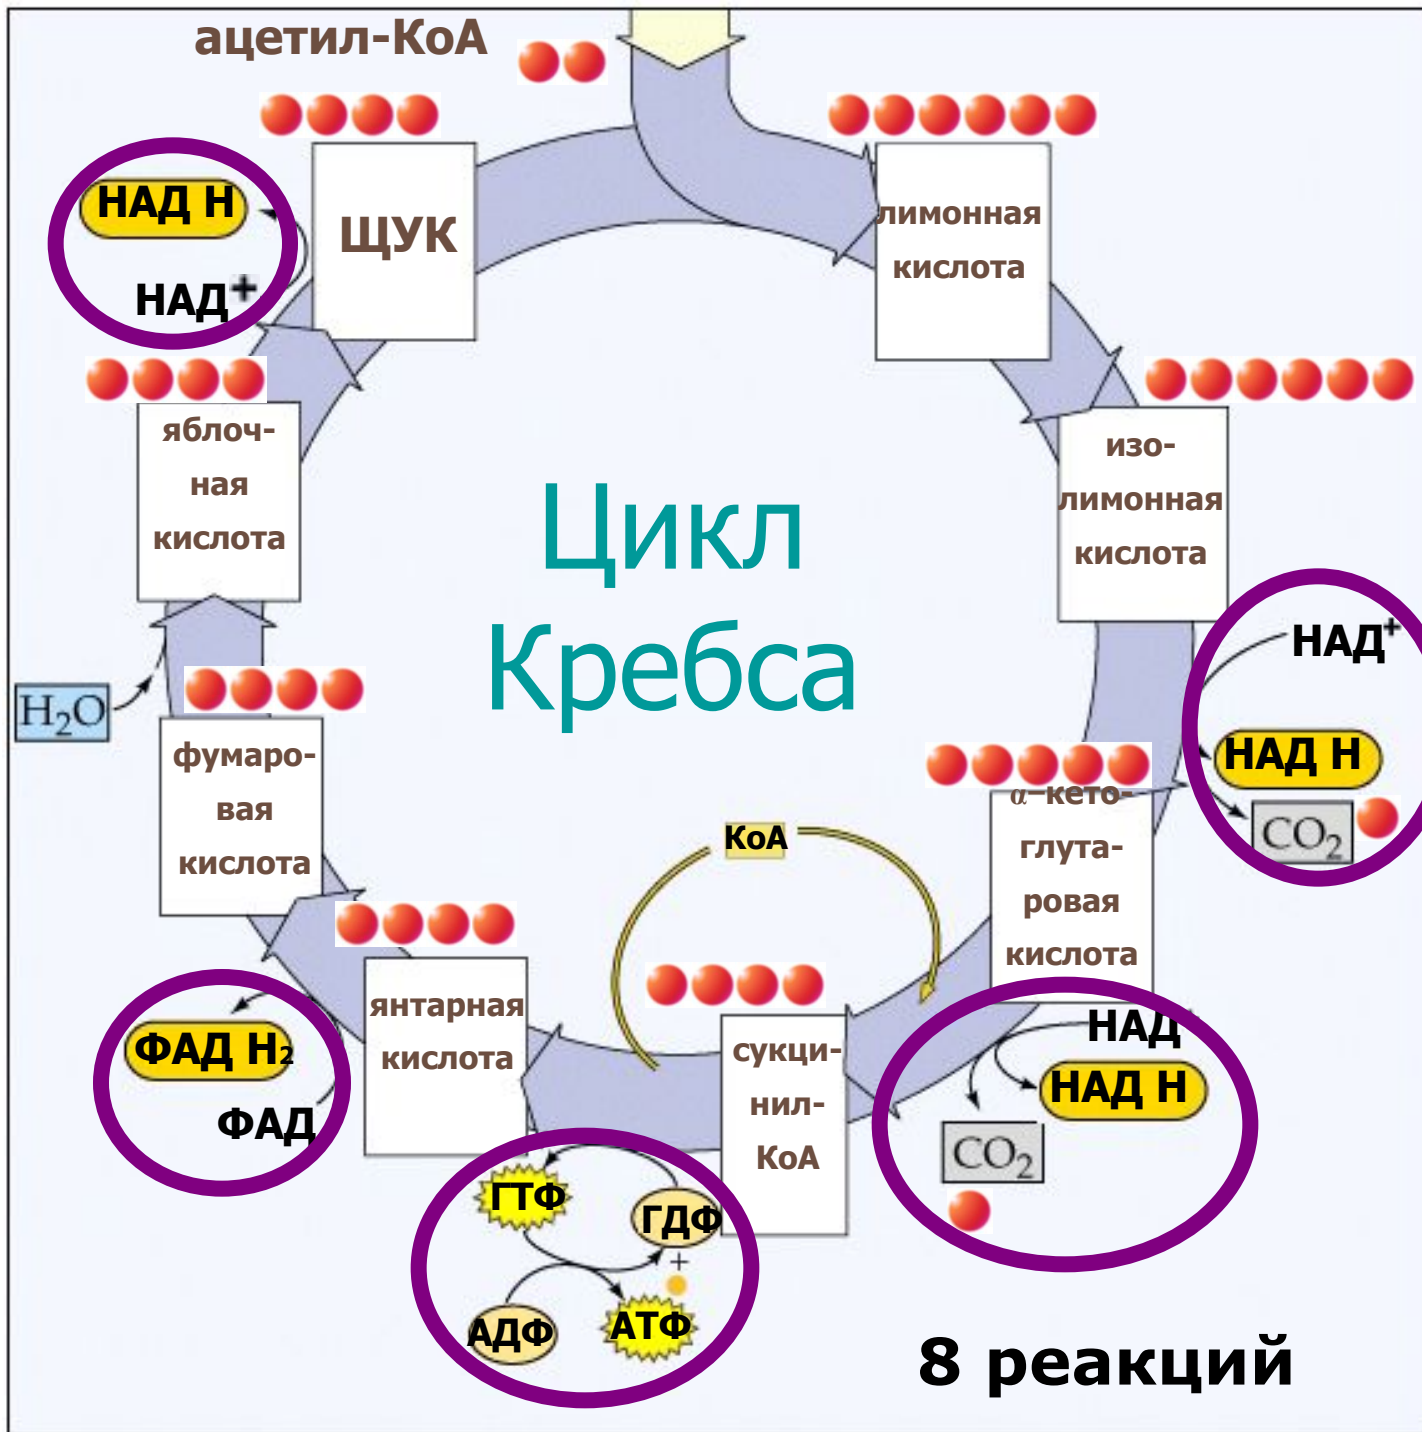 ацетил-КоА
НАД Н
НАД+
ЩУК
лимонная
кислота
изо-
лимонная
кислота
яблоч-
ная
кислота
Цикл
Кребса
НАД+
НАД Н
CO2
H2O
фумаро-
вая
кислота
α–кето-
глута-
ровая
кислота
КоА
янтарная
кислота
сукци-
нил-
КоА
НАД
НАД Н
CO2
ФАД Н2
ФАД
ГТФ
ГДФ
+
АДФ
АТФ
8 реакций